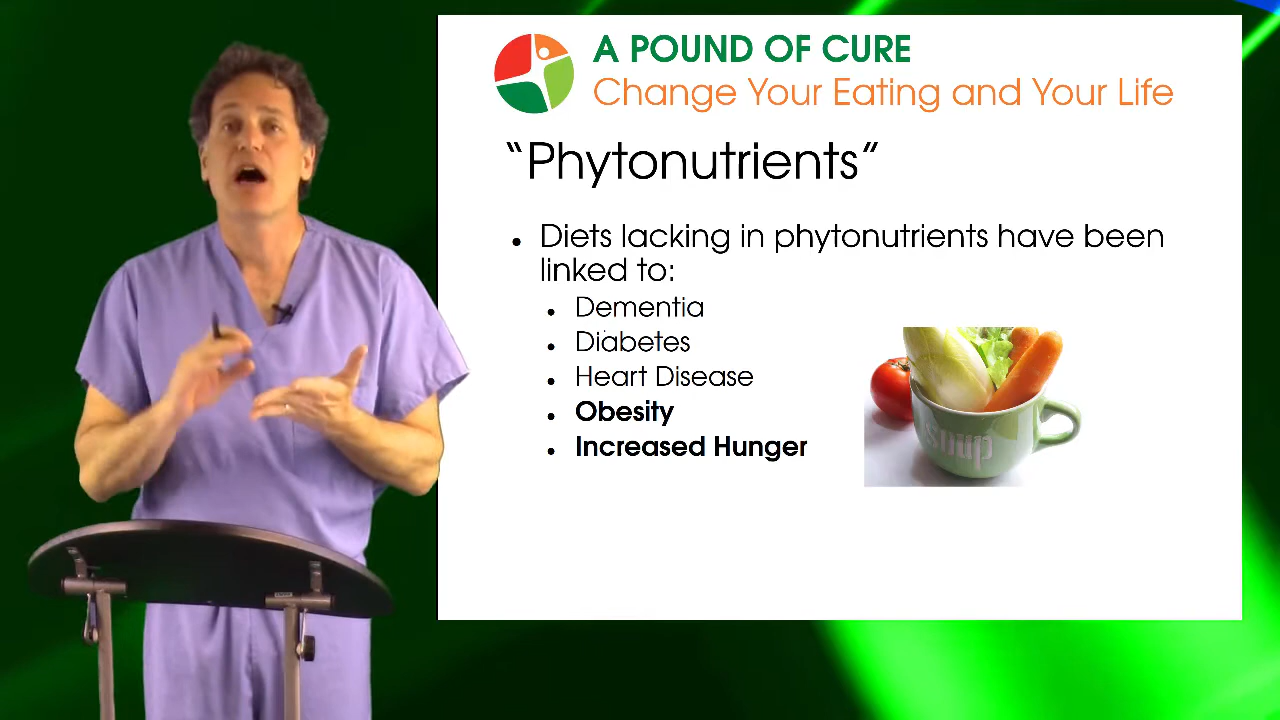 A POUND OF CURE
Change Your Eating and Your Life
“Phytonutrients”
• Diets lacking in phytonutrients have been
linked to:
• Dementia
• Diabetes
• Heart Disease
• Obesity
• Increased Hunger
soup